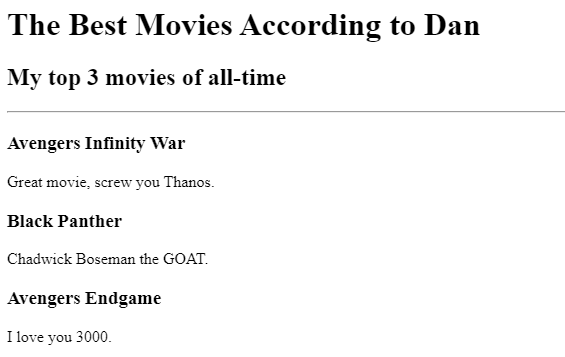 The Best Movies According to Dan
My top 3 movies of all-time
Avengers Infinity War
Great movie, screw you Thanos.
Black Panther
Chadwick Boseman the GOAT.
Avengers Endgame
I love you 3000.